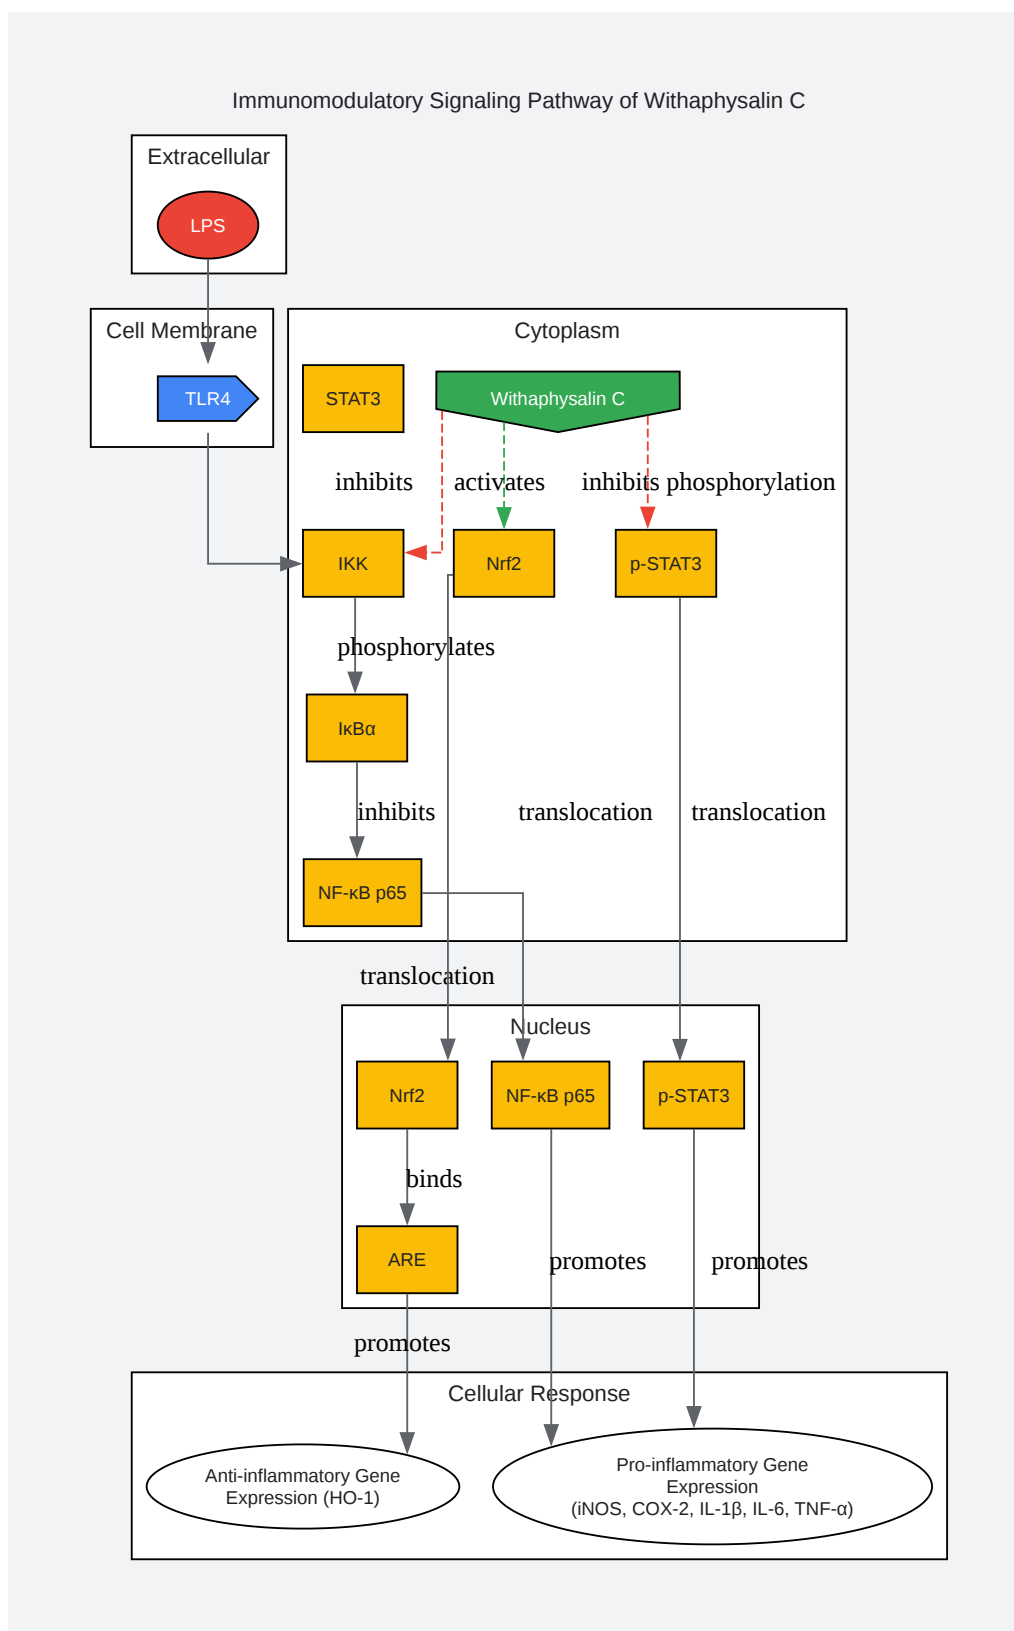 Immunomodulatory Signaling Pathway of Withaphysalin C
Extracellular
LPS
Cell Membrane
TLR4
Cytoplasm
STAT3
Withaphysalin C
inhibits
activates
inhibits phosphorylation
IKK
Nrf2
p-STAT3
phosphorylates
IκBα
inhibits
translocation
translocation
NF-κB p65
translocation
Nucleus
Nrf2
NF-κB p65
p-STAT3
binds
ARE
promotes
promotes
promotes
Cellular Response
Anti-inflammatory Gene
Expression (HO-1)
Pro-inflammatory Gene
Expression
(iNOS, COX-2, IL-1β, IL-6, TNF-α)